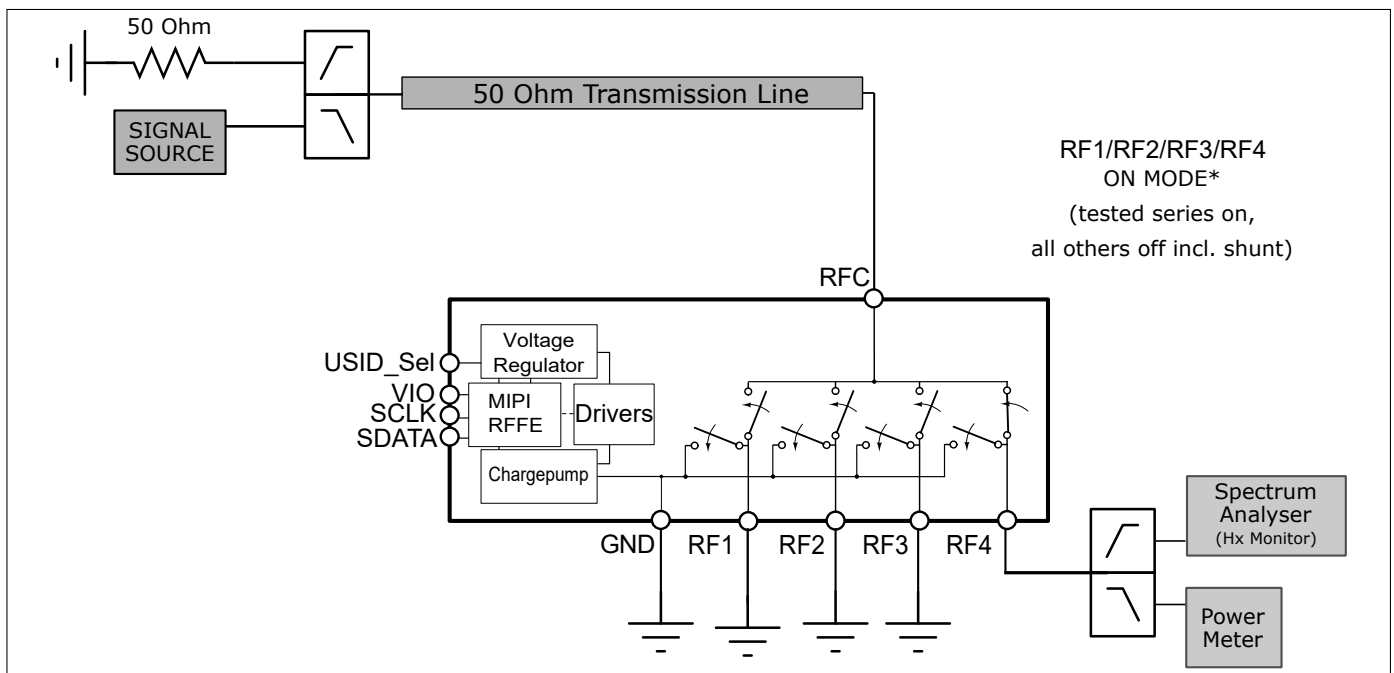 50 Ohm
50 Ohm Transmission Line
SIGNAL
SOURCE
RF1/RF2/RF3/RF4
ON MODE*
(tested series on,
all others off incl. shunt)
RFC
Voltage
Regulator
USID_Sel
VIO
SCLK
SDATA
MIPI
RFFE
Drivers
Chargepump
GND
RF1
RF2
RF3
RF4
Spectrum
Analyser
(Hx Monitor)
Power
Meter